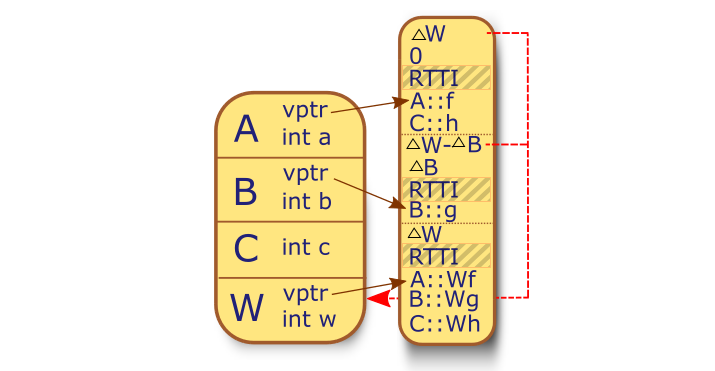 A
vptr
int a
B
vptr
int b
C
int c
W
vptr
int w
△W
0
RTTI
A::f
C::h
△W-△B
△B
RTTI
B::g
△W
RTTI
A::Wf
B::Wg
C::Wh